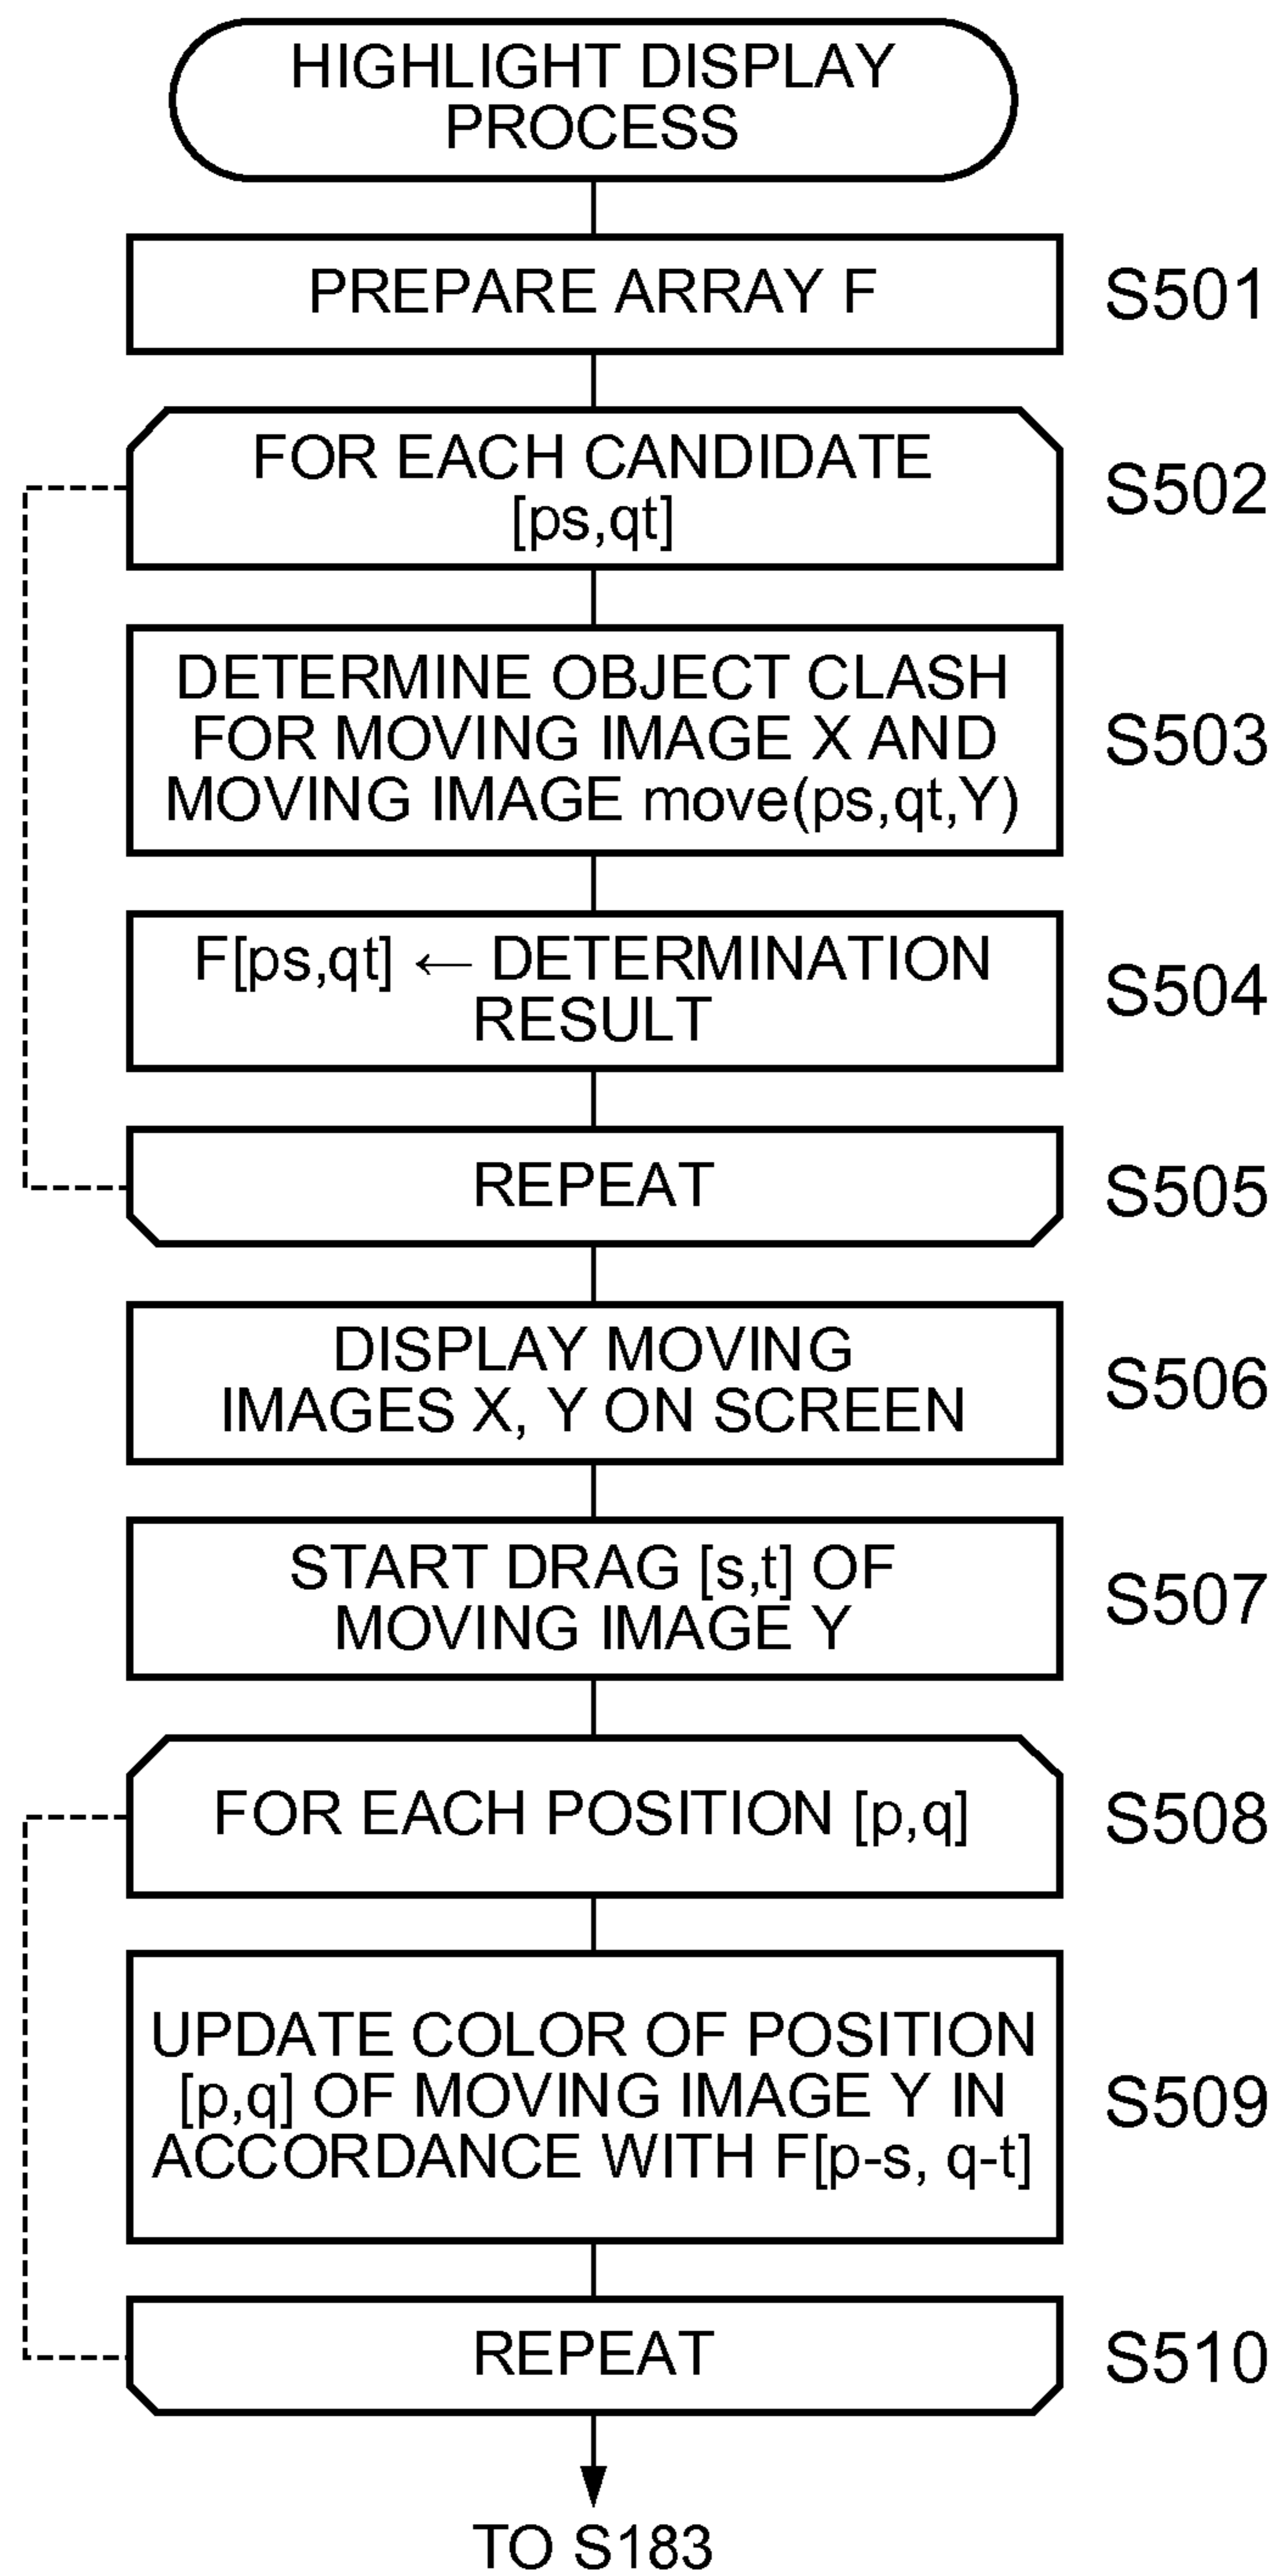 HIGHLIGHT DISPLAY
PROCESS
PREPARE ARRAY F
S501
FOR EACH CANDIDATE
[ps,qt]
S502
DETERMINE OBJECT CLASH
FOR MOVING IMAGE X AND
MOVING IMAGE move(ps,qt,Y)
S503
F[ps,qt] ← DETERMINATION
RESULT
S504
REPEAT
S505
DISPLAY MOVING
IMAGES X, Y ON SCREEN
S506
START DRAG [s,t] OF
MOVING IMAGE Y
S507
FOR EACH POSITION [p,q]
S508
UPDATE COLOR OF POSITION
[p,q] OF MOVING IMAGE Y IN
ACCORDANCE WITH F[p-s, q-t]
S509
REPEAT
S510
TO S183